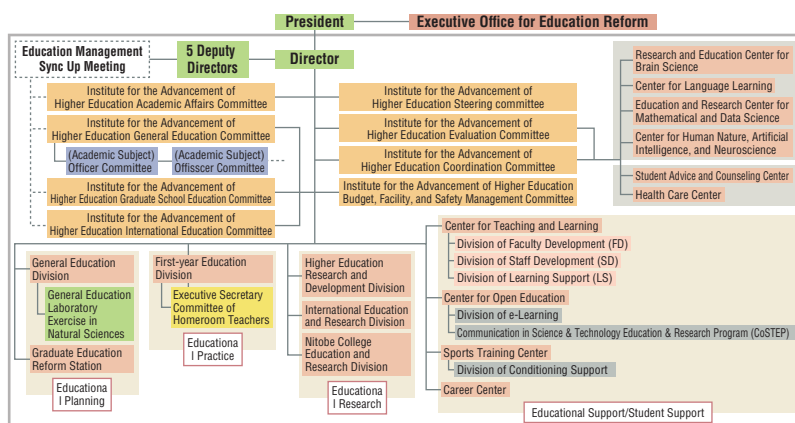 President
Executive Office for Education Reform
Education Management
Sync Up Meeting
5 Deputy
Directors
Director
Institute for the Advancement of
Higher Education Academic Affairs Committee
Institute for the Advancement of
Higher Education General Education Committee
(Academic Subject)
Officer Committee
(Academic Subject)
Offisscer Committee
Institute for the Advancement of
Higher Education Graduate School Education Committee
Institute for the Advancement of
Higher Education International Education Committee
Institute for the Advancement of
Higher Education Steering committee
Institute for the Advancement of
Higher Education Evaluation Committee
Institute for the Advancement of
Higher Education Coordination Committee
Institute for the Advancement of Higher Education
Budget, Facility, and Safety Management Committee
Research and Education Center for
Brain Science
Center for Language Learning
Education and Research Center for
Mathematical and Data Science
Center for Human Nature, Artificial
Intelligence, and Neuroscience
Student Advice and Counseling Center
Health Care Center
General Education
Division
General Education
Laboratory
Exercise in
Natural Sciences
Graduate Education
Reform Station
Educationa
l Planning
First-year Education
Division
Executive Secretary
Committee of
Homeroom Teachers
Educationa
l Practice
Higher Education
Research and
Development Division
International Education
and Research Division
Nitobe College
Education and
Research Division
Educationa
l Research
Center for Teaching and Learning
Division of Faculty Development (FD)
Division of Staff Development (SD)
Division of Learning Support (LS)
Center for Open Education
Division of e-Learning
Communication in Science & Technology Education & Research Program (CoSTEP)
Sports Training Center
Division of Conditioning Support
Career Center
Educational Support/Student Support